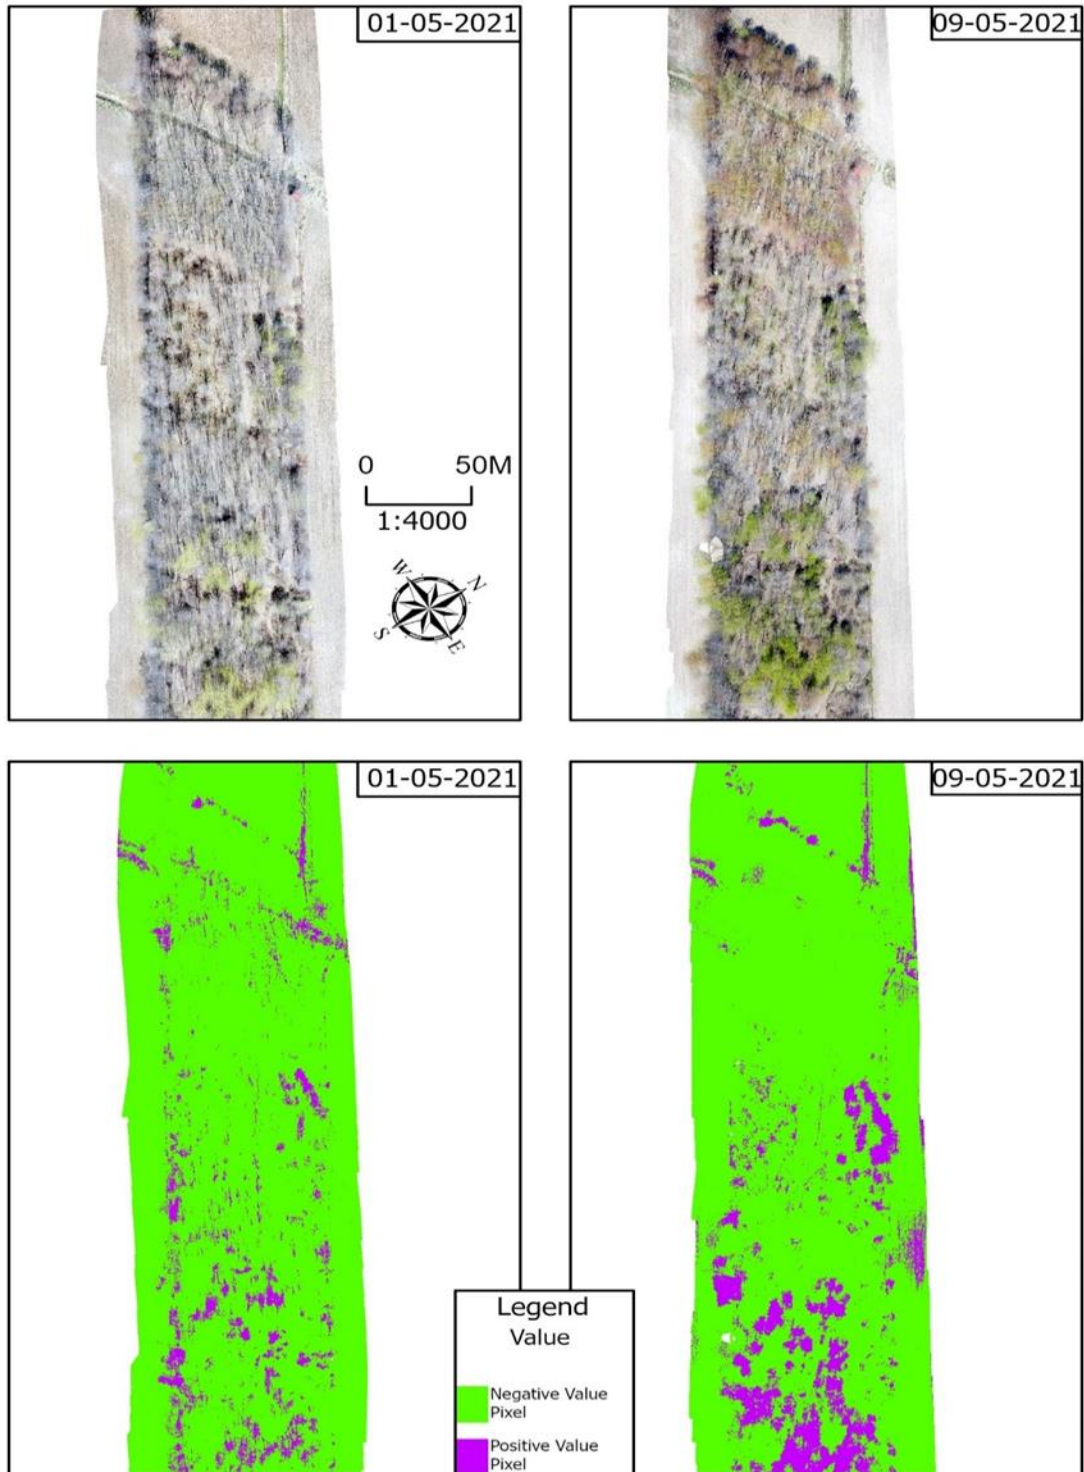 01-05-2021
09-05-2021
0 50M
1:4000
W N
S E
01-05-2021
09-05-2021
Legend
Value
Negative Value
Pixel
Positive Value
Pixel